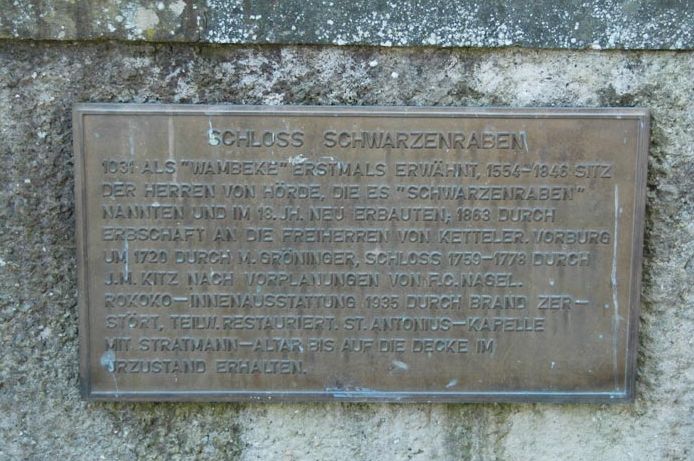 SCHLOSS SCHWARZENRABEN
1031 ALS "WAMBEKE" ERSTMALS ERWÄHNT, 1554-1846 SITZ
DER HERREN VON HÖRDE, DIE ES "SCHWARZENRABEN"
NANNTEN UND IM 18. JH. NEU ERBAUTEN; 1863 DURCH
ERBSCHAFT AN DIE FREIHERREN VON KETTELER. VORBURG
UM 1720 DURCH M. GRÖNINGER, SCHLOSS 1759-1778 DURCH
J.M. KITZ NACH VORPLANUNGEN VON F.C. NAGEL.
ROKOKO-INNENAUSSTATTUNG 1935 DURCH BRAND ZER-
STÖRT, TEILW. RESTAURIERT. ST. ANTONIUS-KAPELLE
MIT STRATMANN-ALTAR BIS AUF DIE DECKE IM
URZUSTAND ERHALTEN.